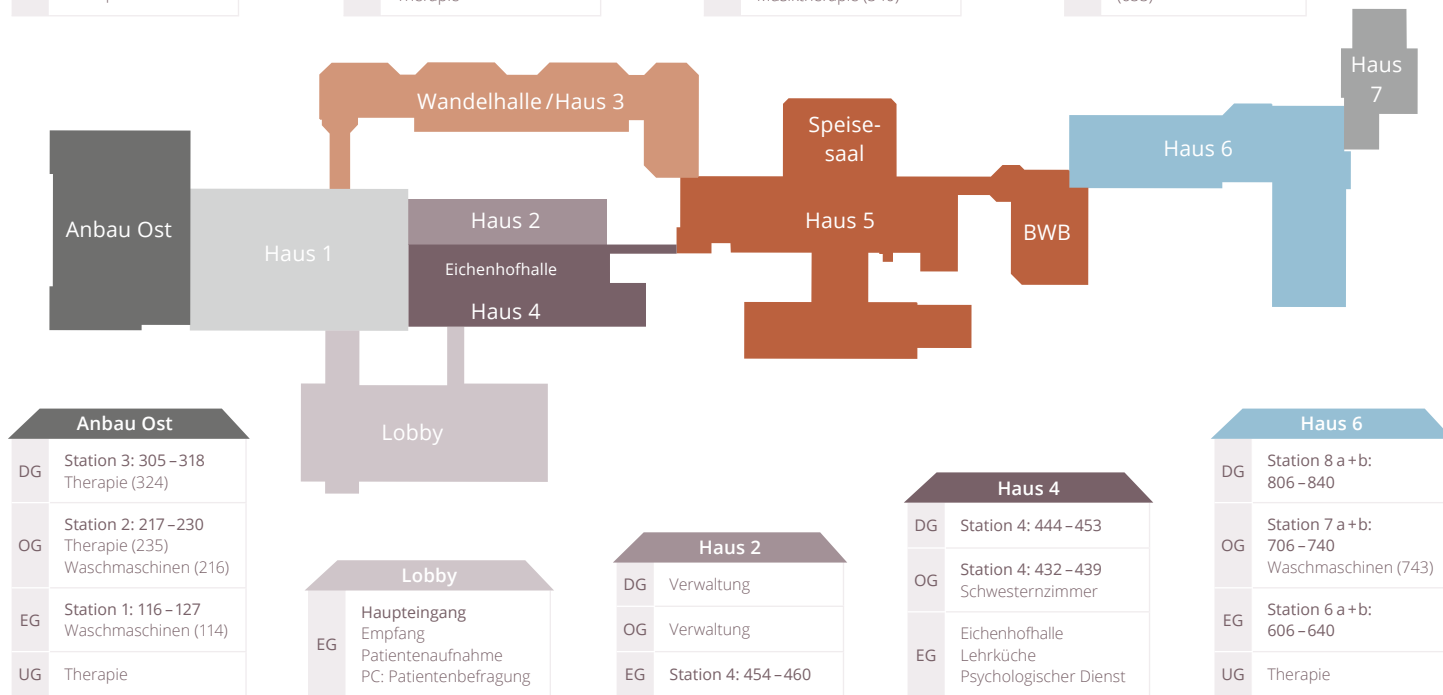 Therapie
Wandelhalle / Haus 3
Haus
7
Speise-
saal
Haus 6
Anbau Ost
Haus 1
Haus 2
Eichenhofhalle
Haus 4
Haus 5
BWB
Lobby
Anbau Ost
DG
Station 3: 305 – 318
Therapie (324)
OG
Station 2: 217 – 230
Therapie (235)
Waschmaschinen (216)
EG
Station 1: 116 – 127
Waschmaschinen (114)
UG
Therapie
Lobby
EG
Haupteingang
Empfang
Patientenaufnahme
PC: Patientenbefragung
Haus 2
DG
Verwaltung
OG
Verwaltung
EG
Station 4: 454 – 460
Haus 4
DG
Station 4: 444 – 453
OG
Station 4: 432 – 439
Schwesternzimmer
EG
Eichenhofhalle
Lehrküche
Psychologischer Dienst
Haus 6
DG
Station 8 a + b:
806 – 840
OG
Station 7 a + b:
706 – 740
Waschmaschinen (743)
EG
Station 6 a + b:
606 – 640
UG
Therapie